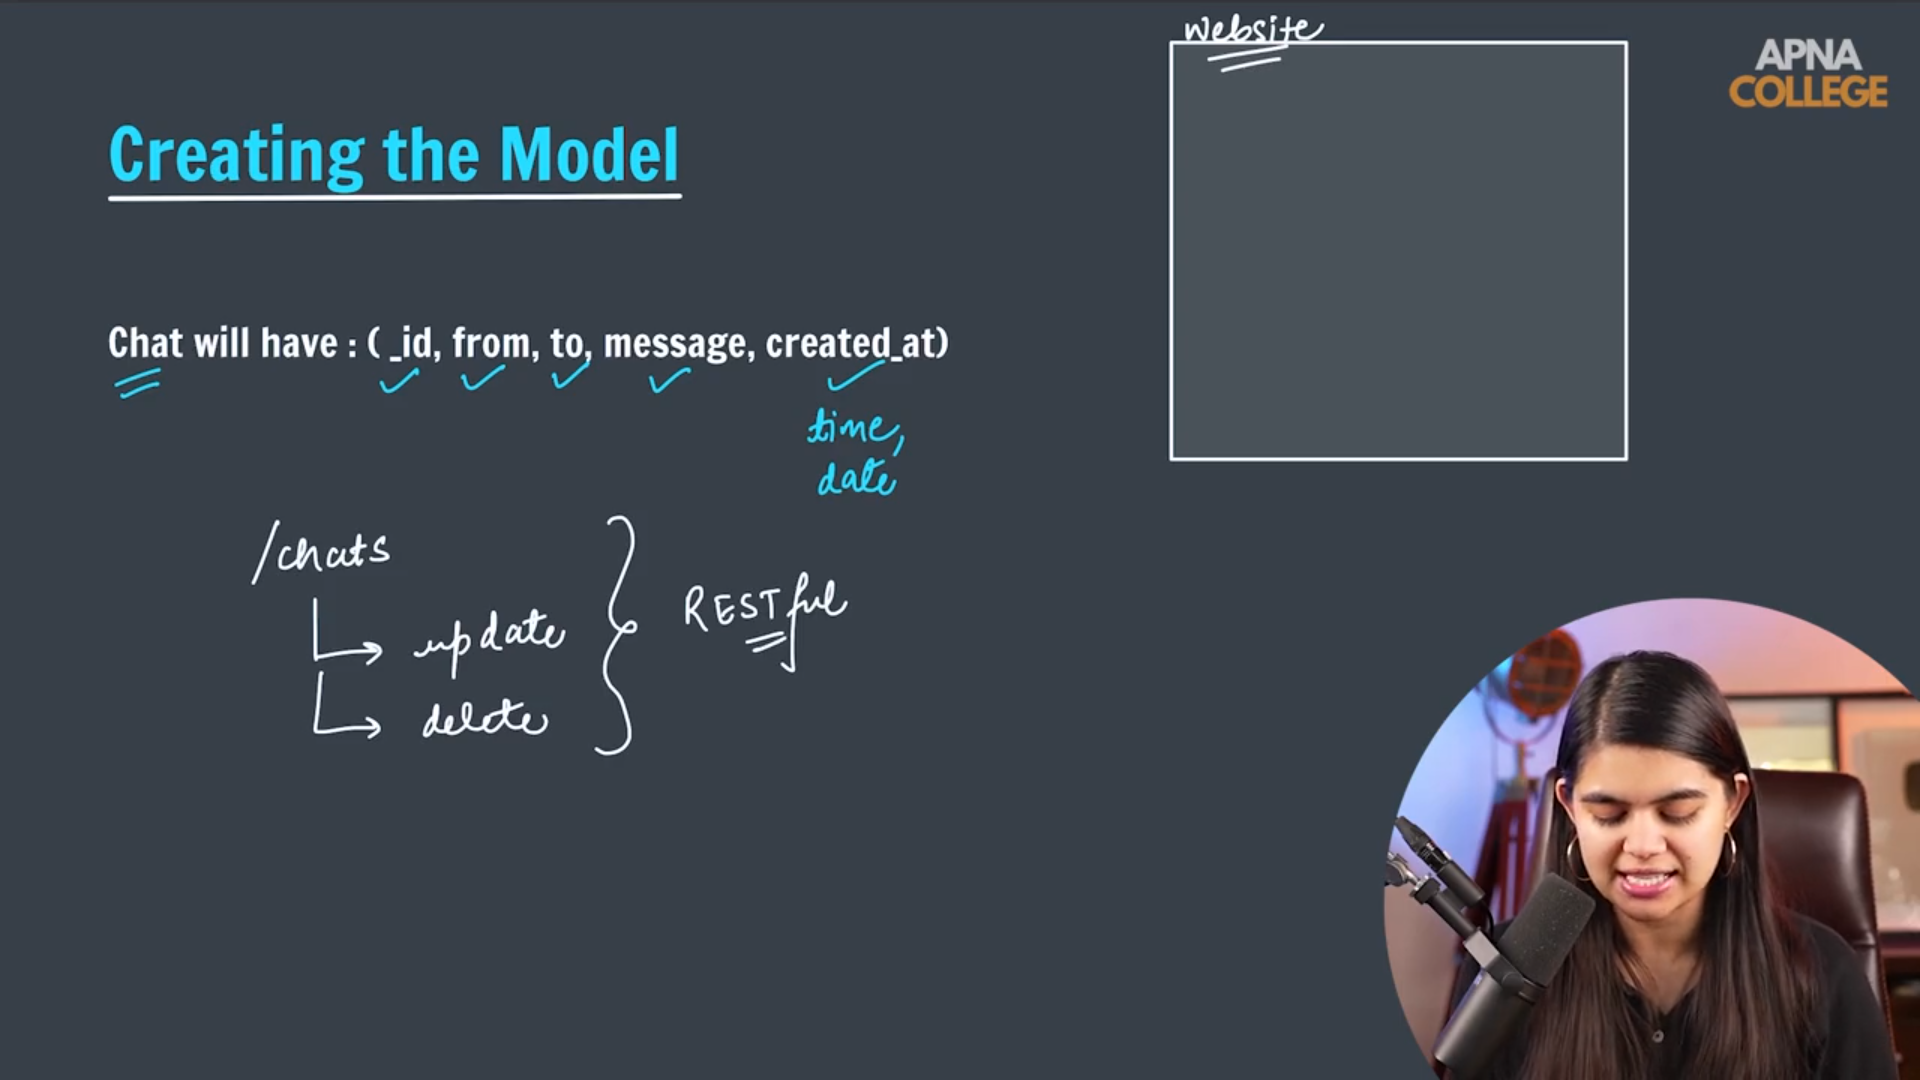 website
APNA
COLLEGE
Creating the Model
Chat will have : ( _id, from, to, message, created_at)
time,
date
/chats
update
delete
RESTful